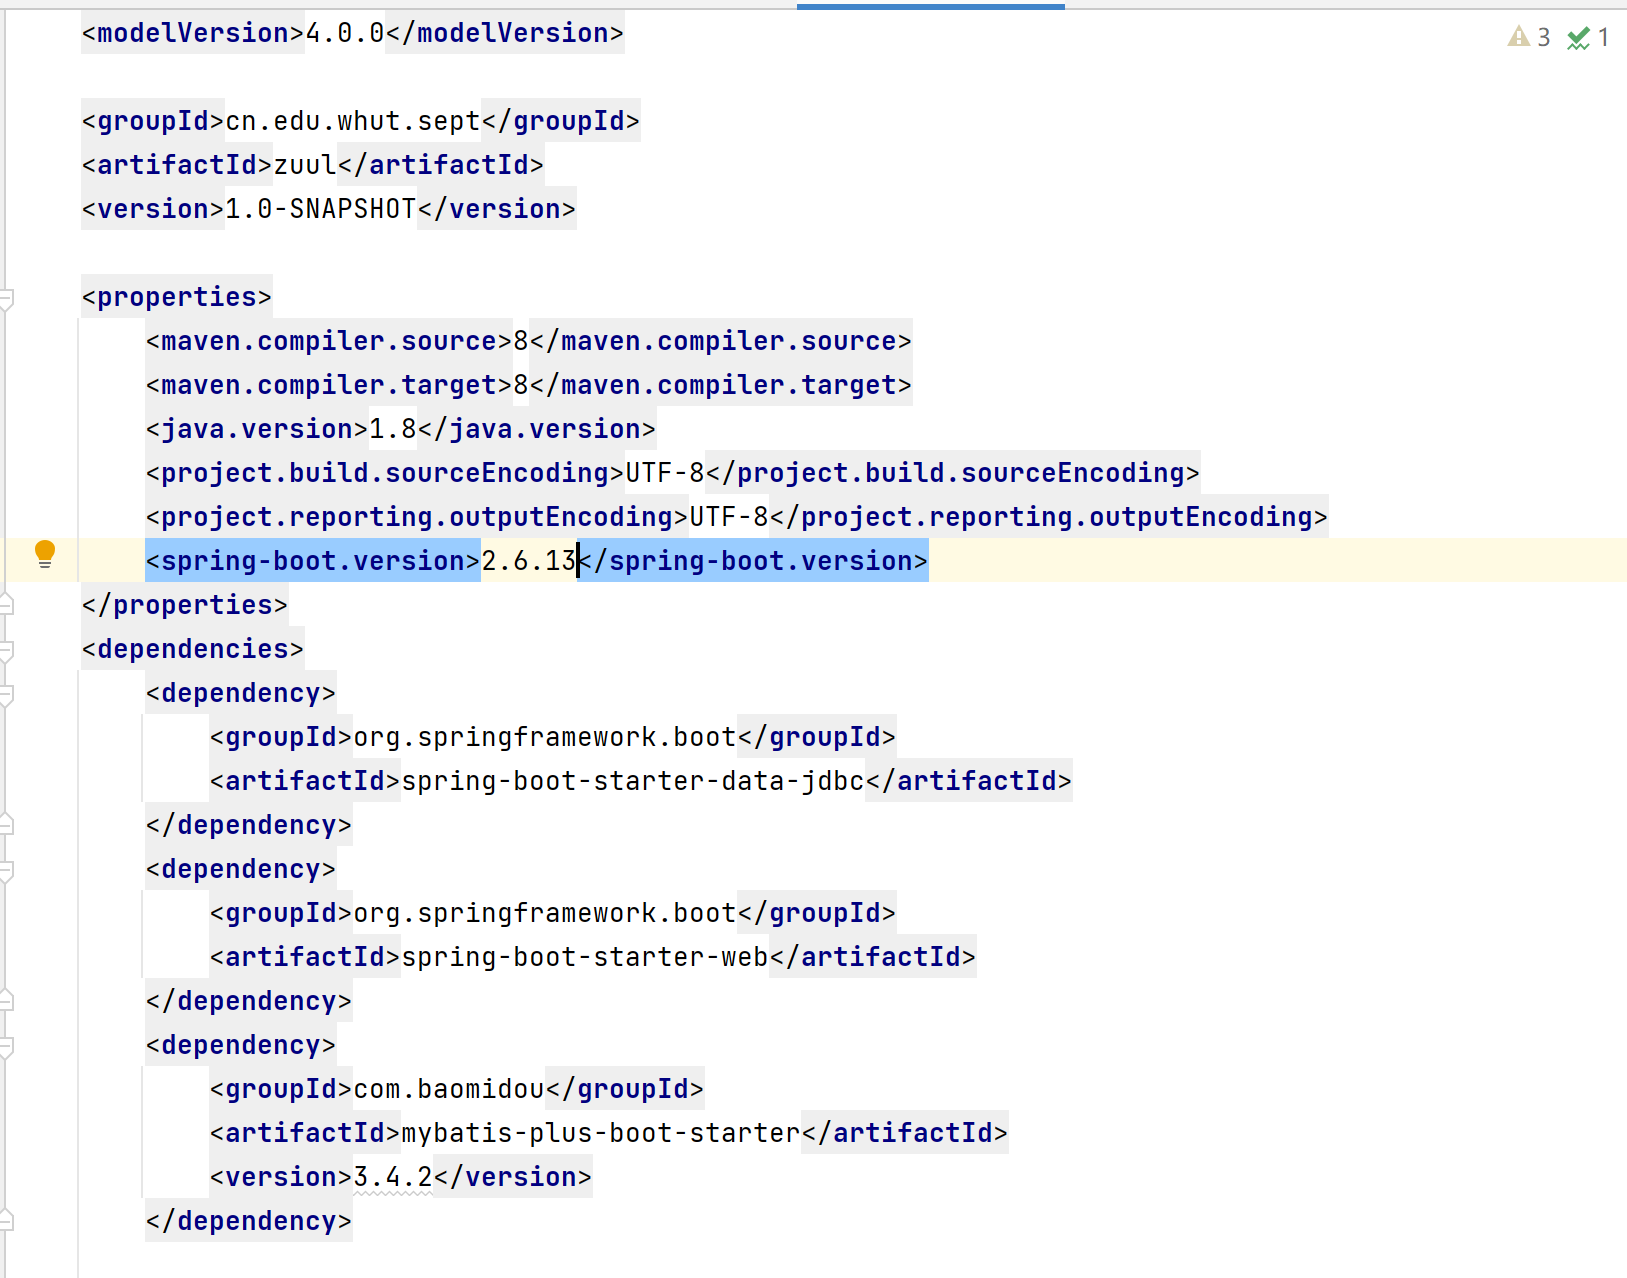 <modelVersion>4.0.0</modelVersion>
3 1
<groupId>cn.edu.whut.sept</groupId>
<artifactId>zuul</artifactId>
<version>1.0-SNAPSHOT</version>
<properties>
<maven.compiler.source>8</maven.compiler.source>
<maven.compiler.target>8</maven.compiler.target>
<java.version>1.8</java.version>
<project.build.sourceEncoding>UTF-8</project.build.sourceEncoding>
<project.reporting.outputEncoding>UTF-8</project.reporting.outputEncoding>
<spring-boot.version>2.6.13</spring-boot.version>
</properties>
<dependencies>
<dependency>
<groupId>org.springframework.boot</groupId>
<artifactId>spring-boot-starter-data-jdbc</artifactId>
</dependency>
<dependency>
<groupId>org.springframework.boot</groupId>
<artifactId>spring-boot-starter-web</artifactId>
</dependency>
<dependency>
<groupId>com.baomidou</groupId>
<artifactId>mybatis-plus-boot-starter</artifactId>
<version>3.4.2</version>
</dependency>